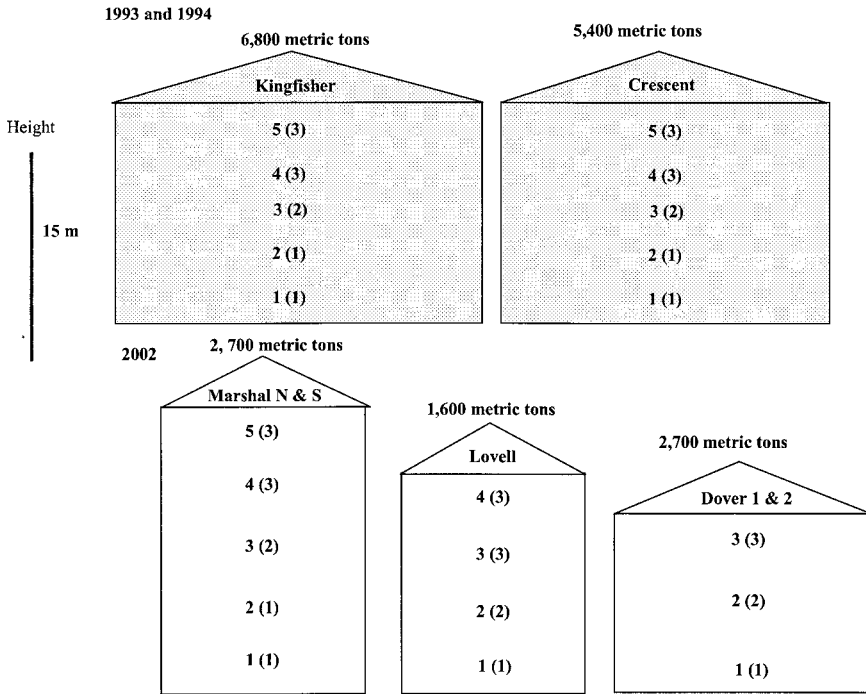 1993 and 1994
6,800 metric tons
5,400 metric tons
Kingfisher
Crescent
Height
15 m
5 (3)
4 (3)
3 (2)
2 (1)
1 (1)
5 (3)
4 (3)
3 (2)
2 (1)
1 (1)
2002
2, 700 metric tons
1,600 metric tons
2,700 metric tons
Marshal N & S
Lovell
Dover 1 & 2
5 (3)
4 (3)
3 (2)
2 (1)
1 (1)
4 (3)
3 (3)
2 (2)
1 (1)
3 (3)
2 (2)
1 (1)